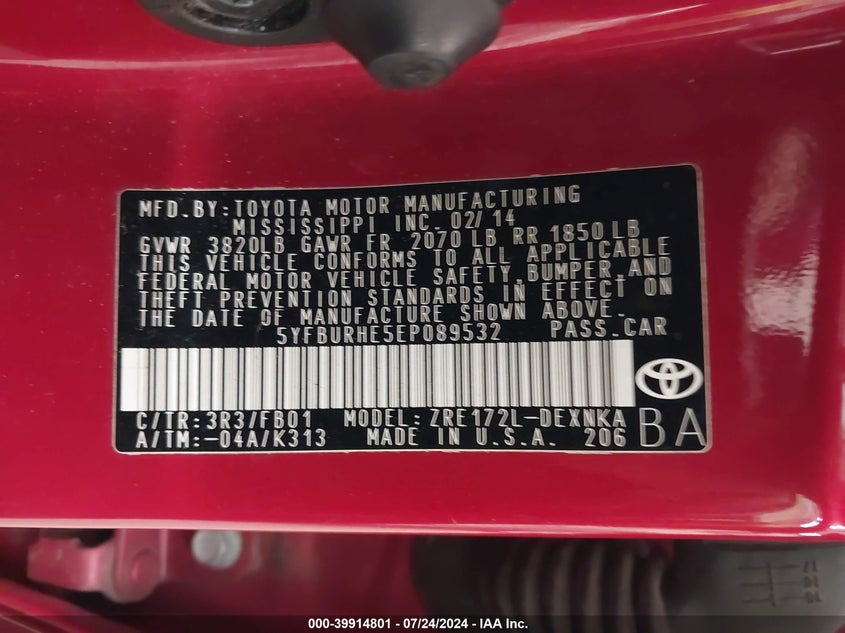 MFD.BY:TOYOTA MOTOR MANUFACTURING
MISSISSIPPI INC. 02/14
GVWR 3820LB GAWR FR 2070 LB RR 1850 LB
THIS VEHICLE CONFORMS TO ALL APPLICABLE
FEDERAL MOTOR VEHICLE SAFETY,BUMPER,AND
THEFT PREVENTION STANDARDS IN EFFECT ON
THE DATE OF MANUFACTURE SHOWN ABOVE.
5YFBURHE5EP089532 PASS.CAR
C/TR:3R3/FB01 MODEL:ZRE172L-DEXNKA
A/TM:-04A/K313 MADE IN U.S.A. 206
BA
000-39914801 - 07/24/2024 - IAA Inc.